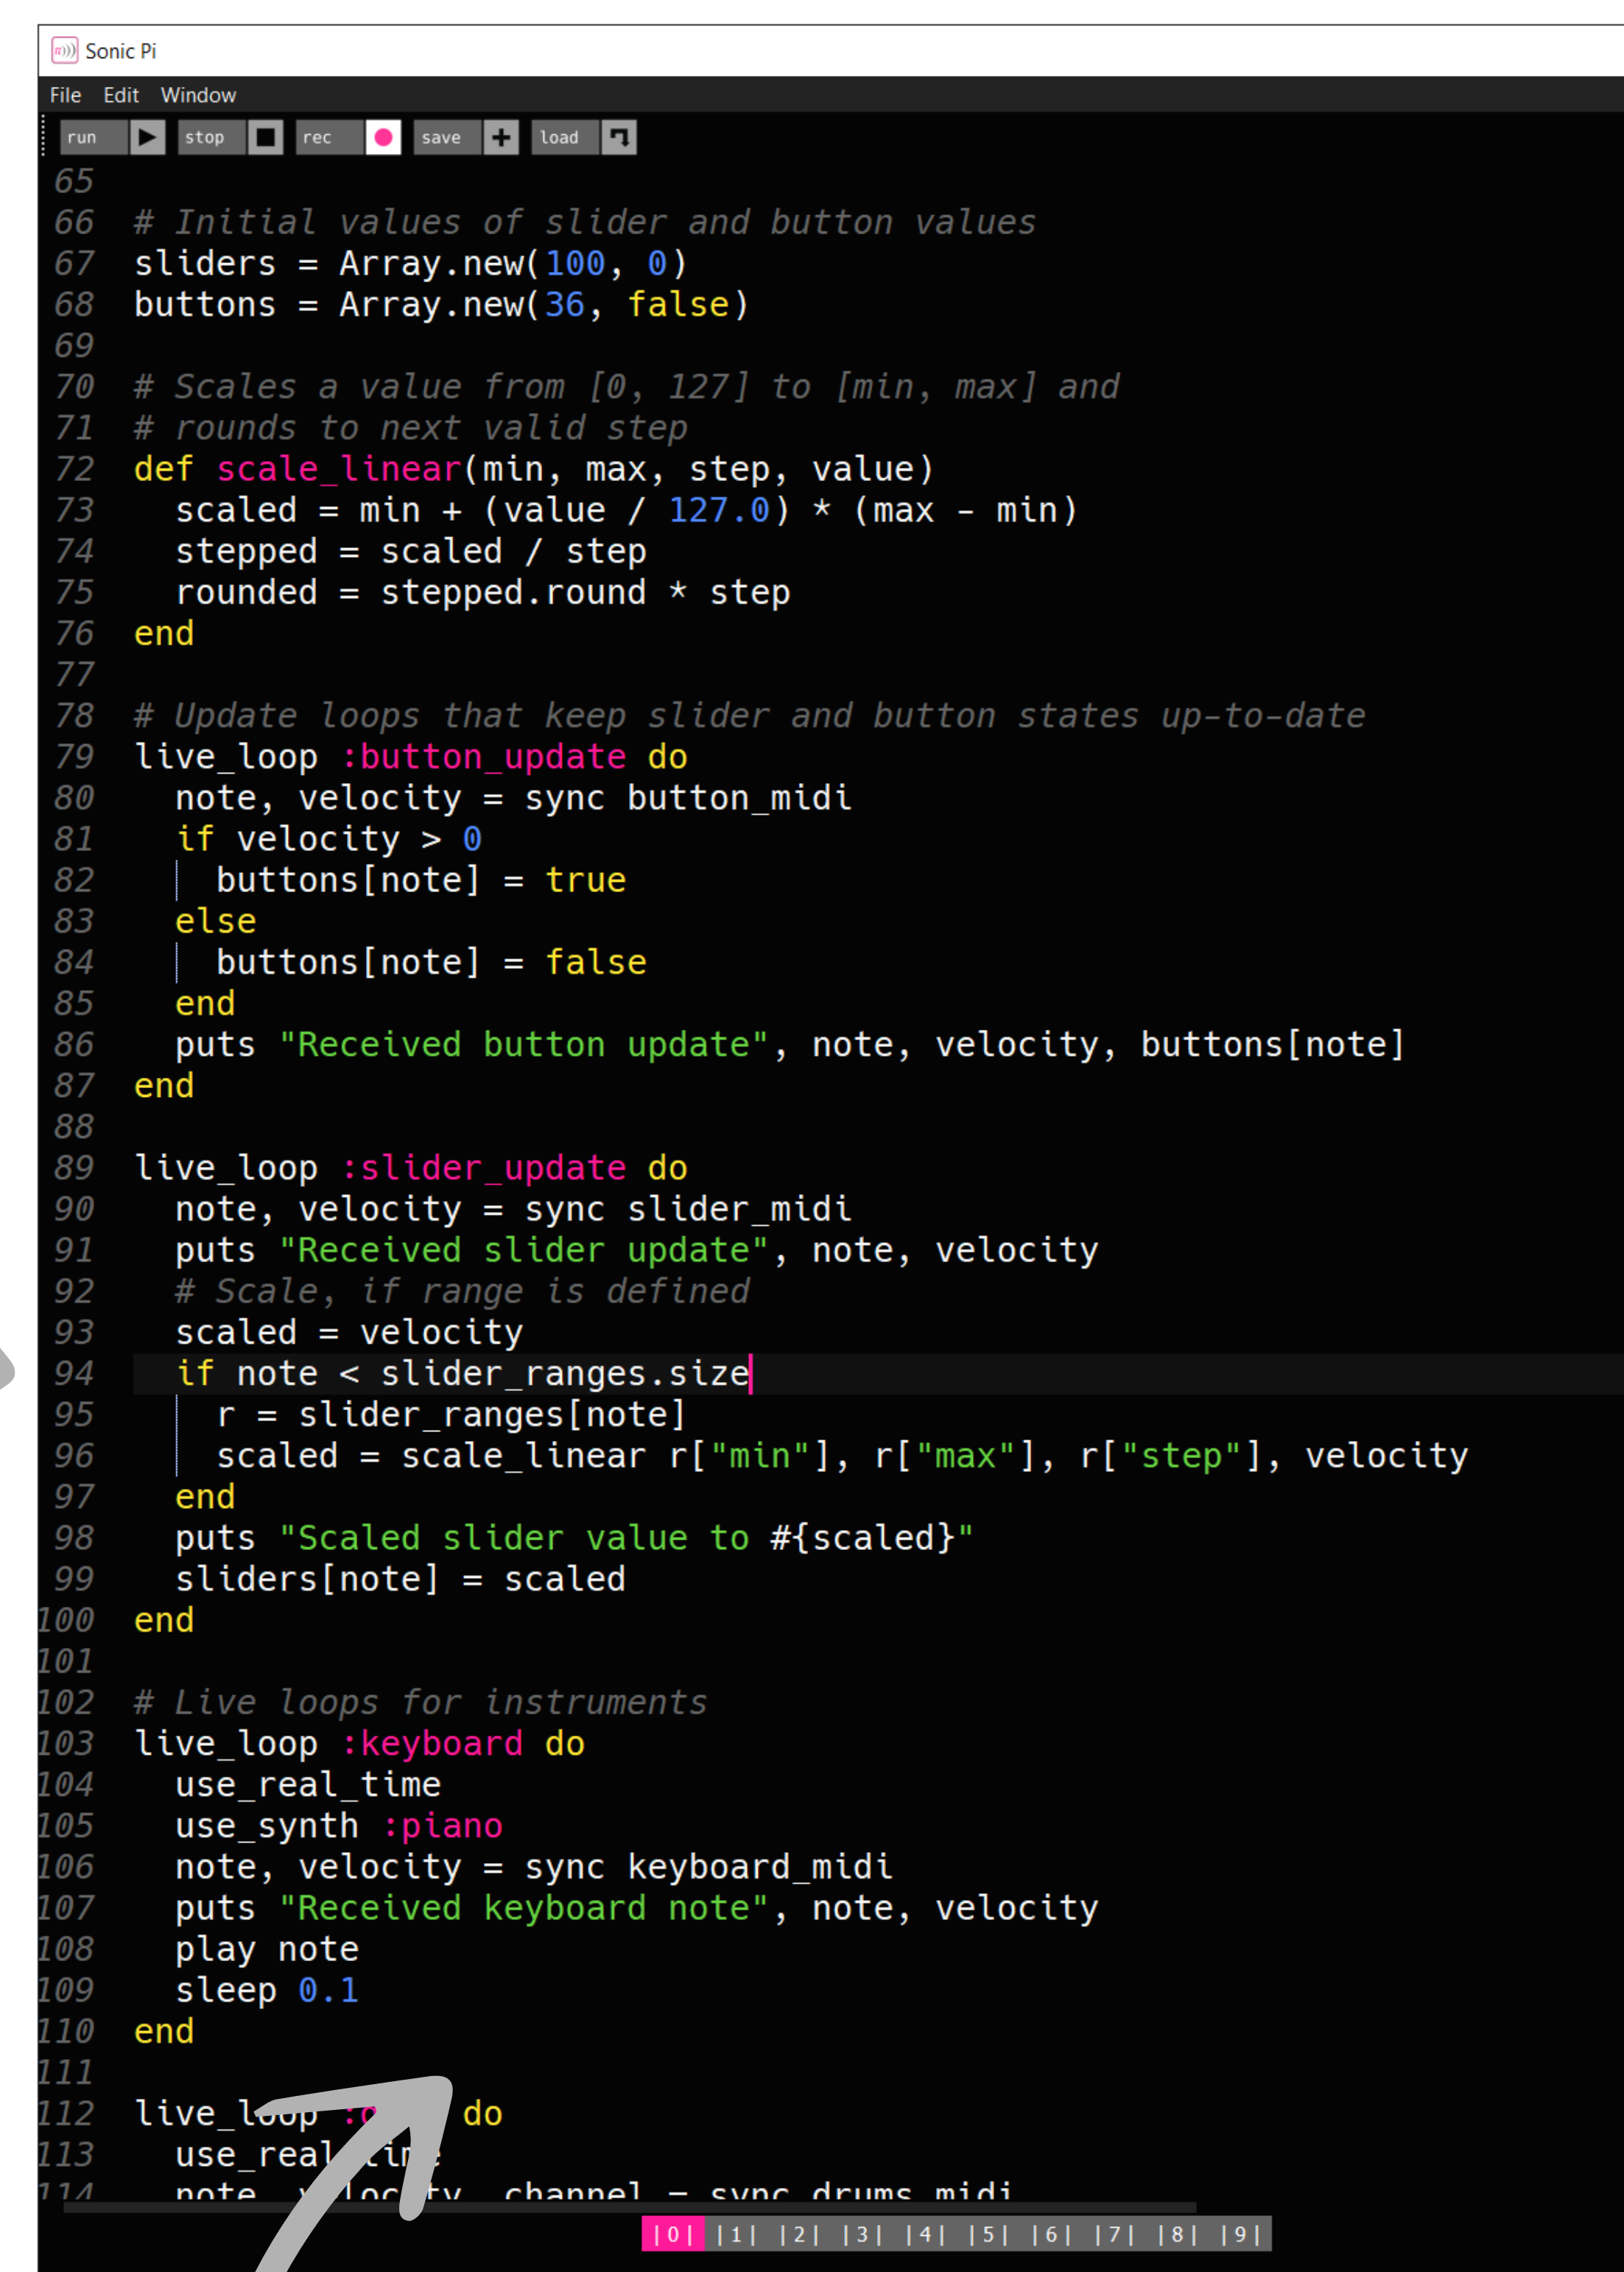 Sonic Pi
File Edit Window
run stop rec save load
65
66 # Initial values of slider and button values
67 sliders = Array.new(100, 0)
68 buttons = Array.new(36, false)
69
70 # Scales a value from [0, 127] to [min, max] and
71 # rounds to next valid step
72 def scale_linear(min, max, step, value)
73   scaled = min + (value / 127.0) * (max - min)
74   stepped = scaled / step
75   rounded = stepped.round * step
76 end
77
78 # Update loops that keep slider and button states up-to-date
79 live_loop :button_update do
80   note, velocity = sync button_midi
81   if velocity > 0
82     buttons[note] = true
83   else
84     buttons[note] = false
85   end
86   puts "Received button update", note, velocity, buttons[note]
87 end
88
89 live_loop :slider_update do
90   note, velocity = sync slider_midi
91   puts "Received slider update", note, velocity
92   # Scale, if range is defined
93   scaled = velocity
94   if note < slider_ranges.size
95     r = slider_ranges[note]
96     scaled = scale_linear r["min"], r["max"], r["step"], velocity
97   end
98   puts "Scaled slider value to #{scaled}"
99   sliders[note] = scaled
100 end
101
102 # Live loops for instruments
103 live_loop :keyboard do
104   use_real_time
105   use_synth :piano
106   note, velocity = sync keyboard_midi
107   puts "Received keyboard note", note, velocity
108   play note
109   sleep 0.1
110 end
111
112 live_loop do
113   use_real_time
114   note, velocity, channel = sync drums_midi
|0| |1| |2| |3| |4| |5| |6| |7| |8| |9|